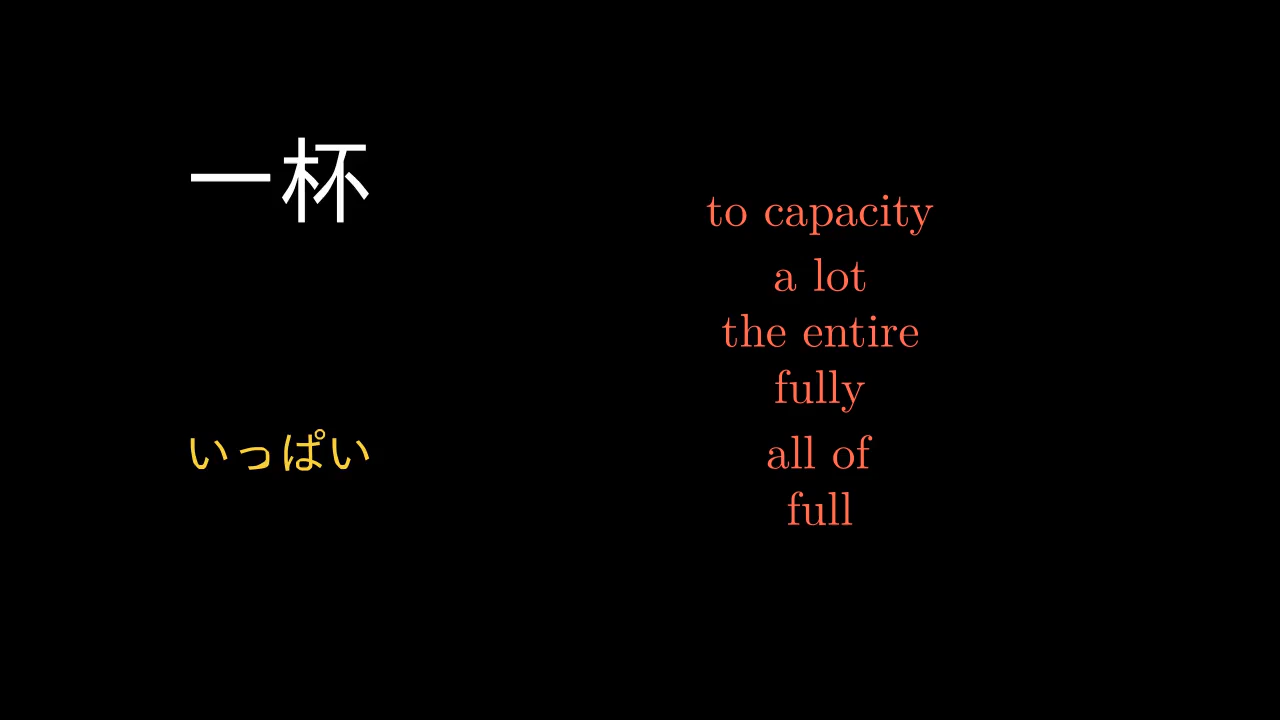 一杯
いっぱい
to capacity
a lot
the entire
fully
all of
full